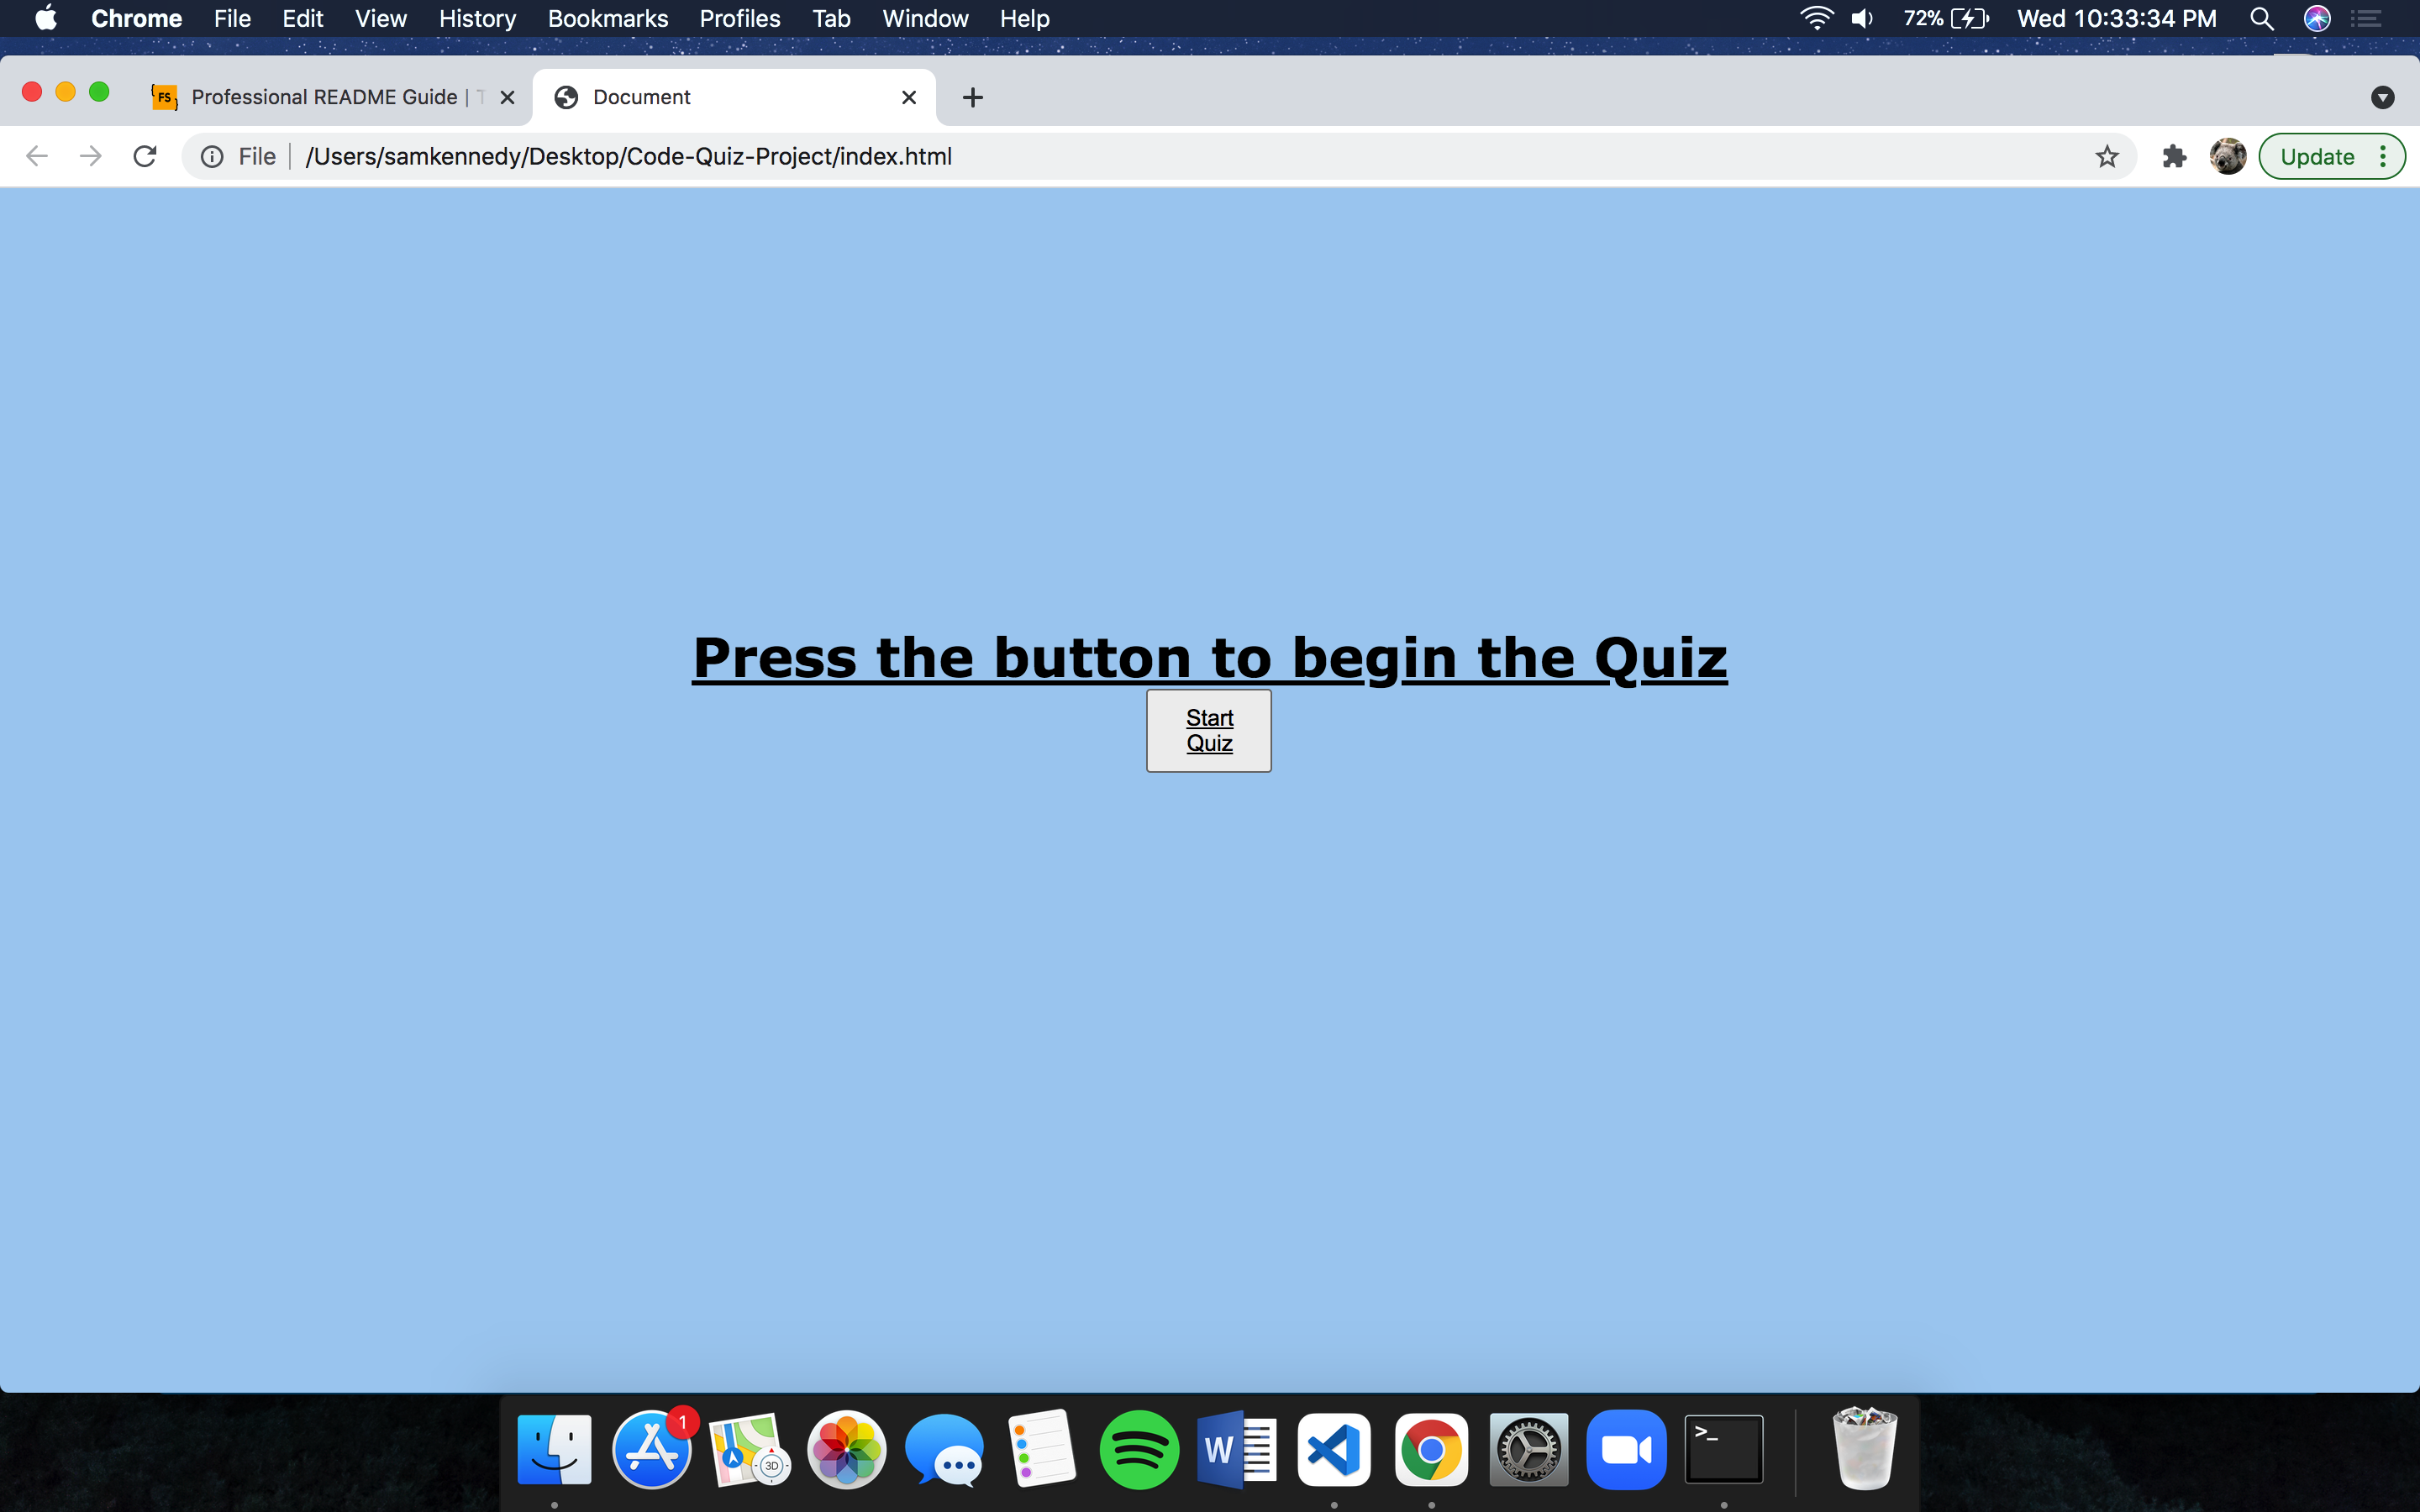 Chrome File Edit View History Bookmarks Profiles Tab Window Help 72% Wed 10:33:34 PM
FS Professional README Guide | Document
File /Users/samkennedy/Desktop/Code-Quiz-Project/index.html Update
Press the button to begin the Quiz
Start
Quiz
1
3D
W
>_